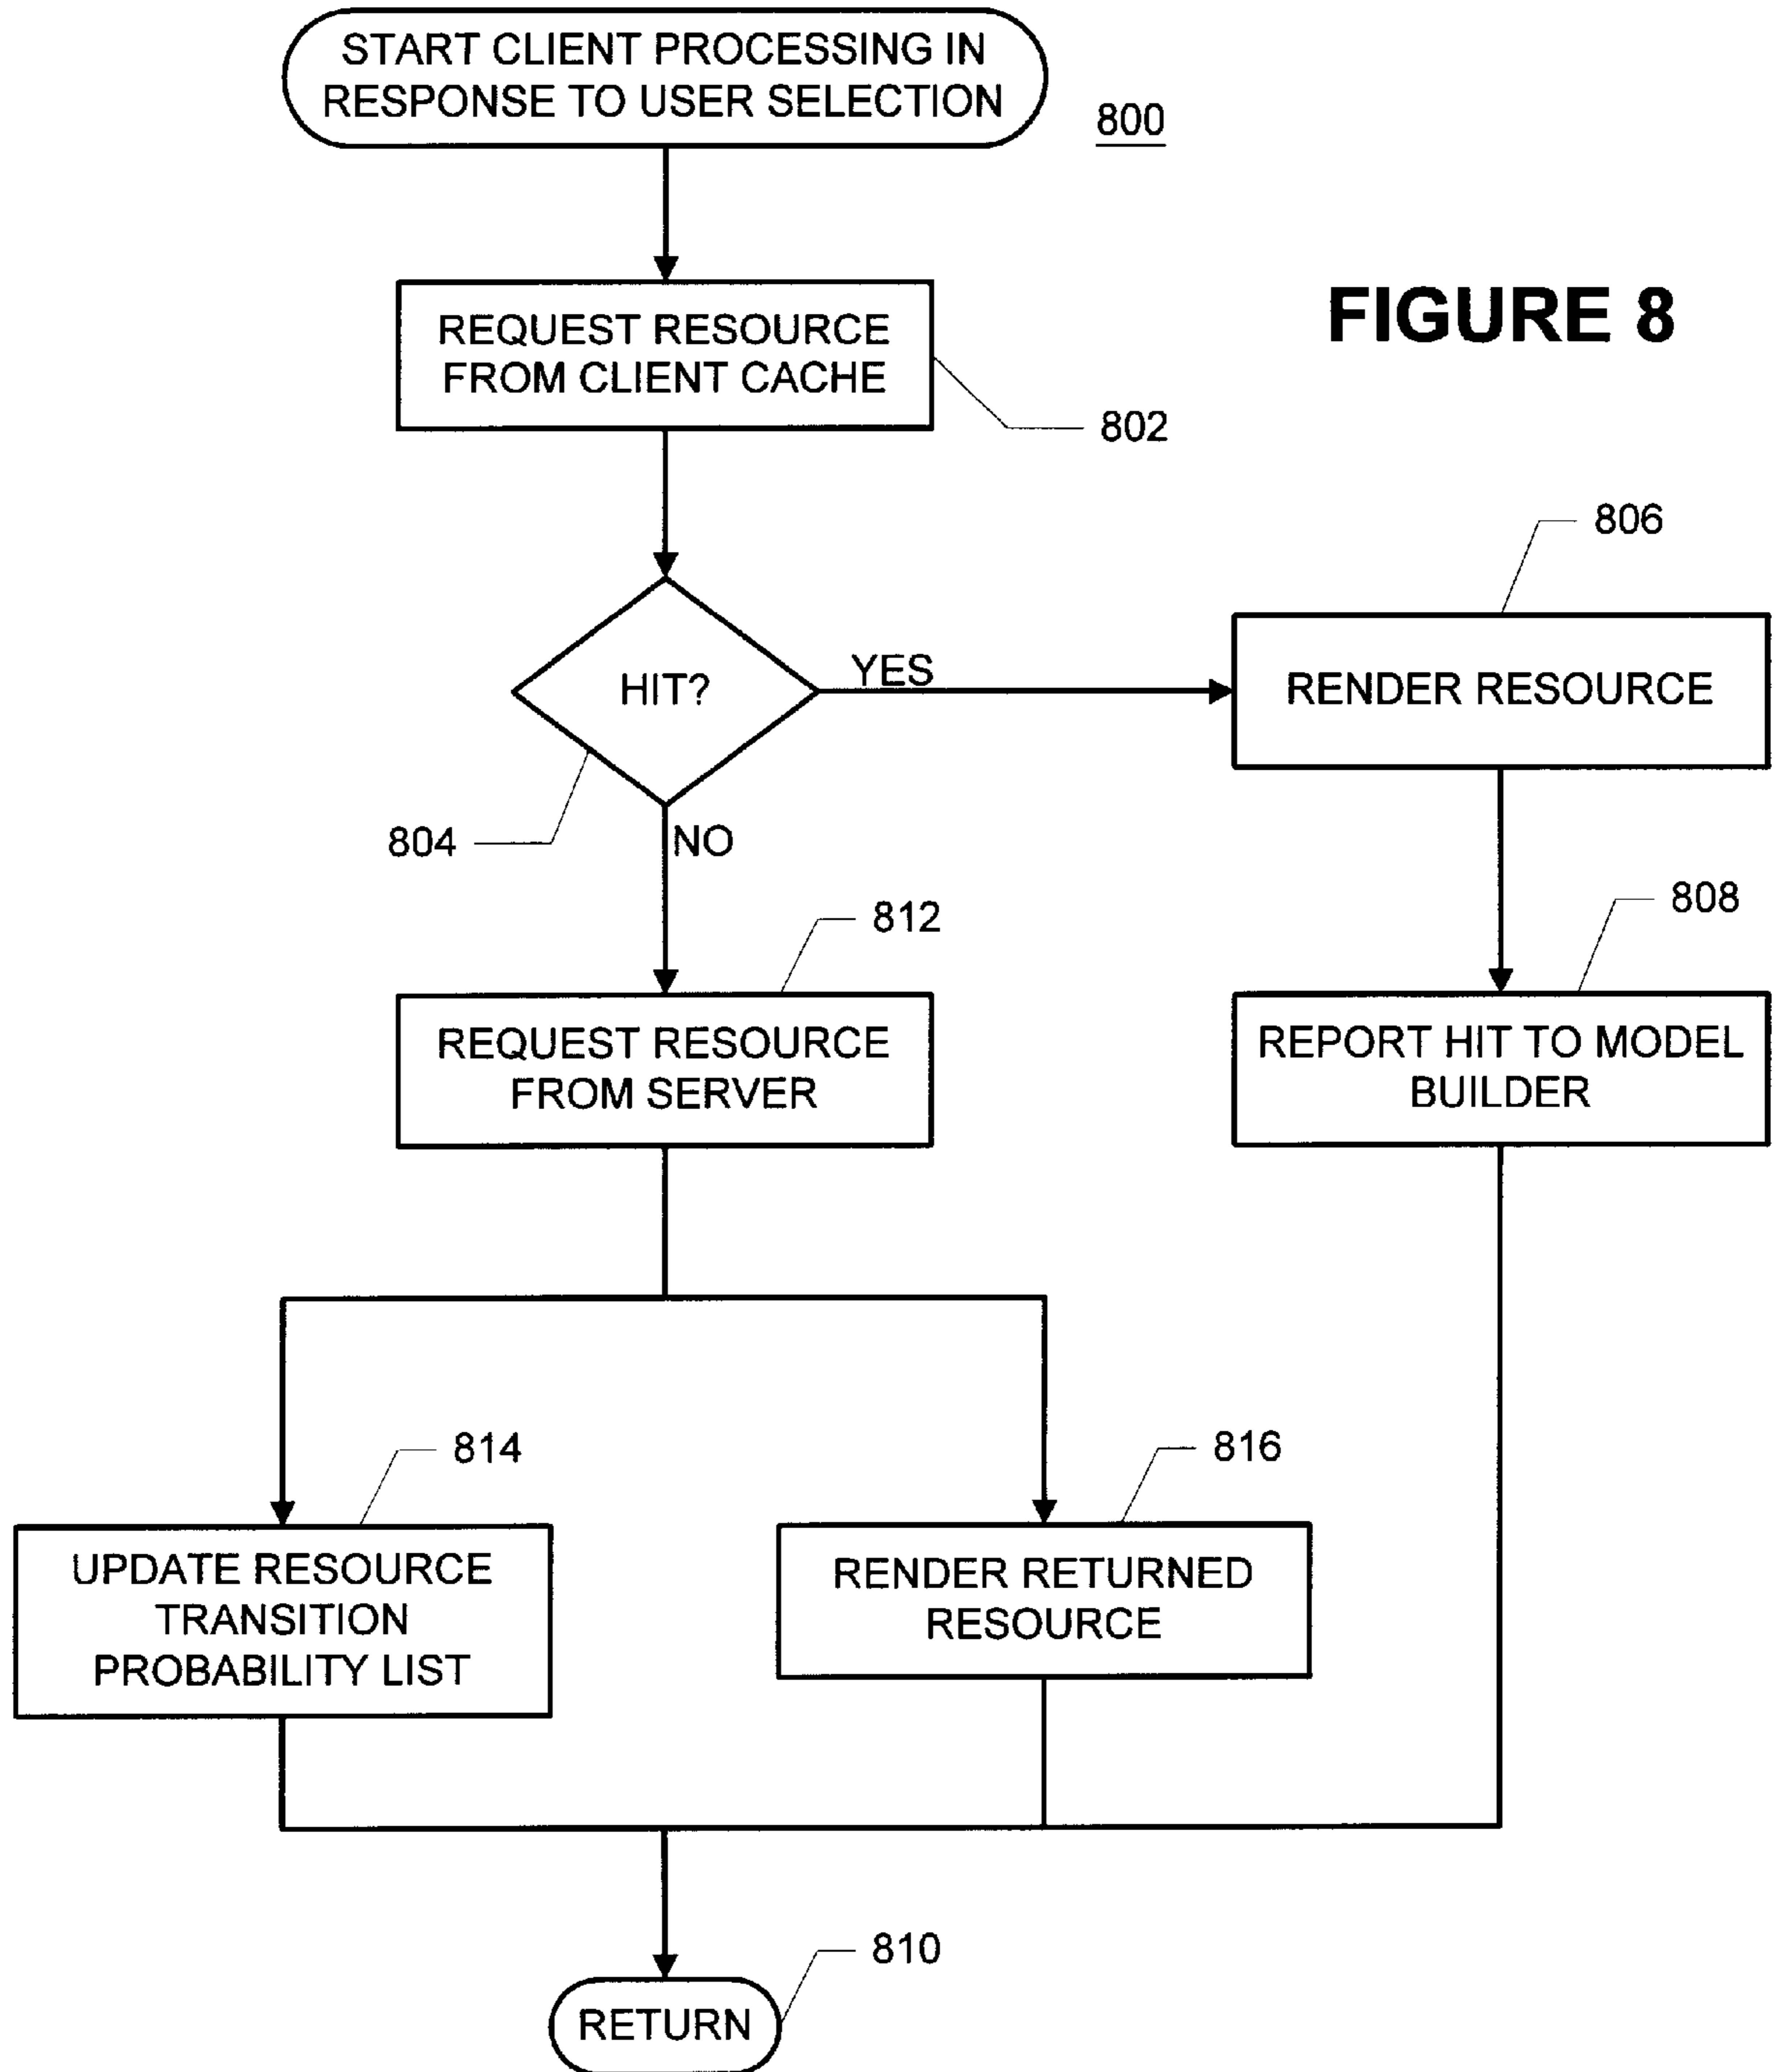 START CLIENT PROCESSING IN
RESPONSE TO USER SELECTION
800
FIGURE 8
REQUEST RESOURCE
FROM CLIENT CACHE
802
806
HIT?
YES
RENDER RESOURCE
804
NO
812
808
REQUEST RESOURCE
FROM SERVER
REPORT HIT TO MODEL
BUILDER
814
816
UPDATE RESOURCE
TRANSITION
PROBABILITY LIST
RENDER RETURNED
RESOURCE
810
RETURN